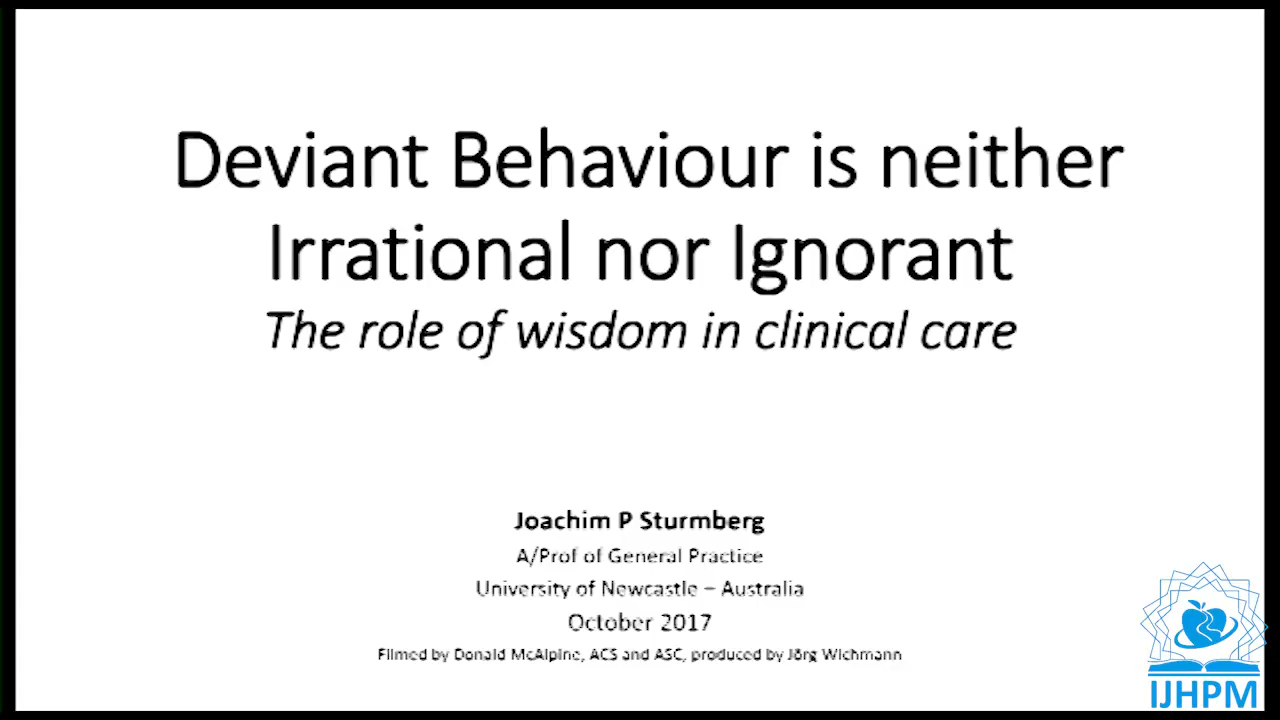 Deviant Behaviour is neither
Irrational nor Ignorant
The role of wisdom in clinical care
Joachim P Sturmberg
A/Prof of General Practice
University of Newcastle – Australia
October 2017
Filmed by Donald McAlpine, ACS and ASC, produced by Jörg Wichmann
IJHPM